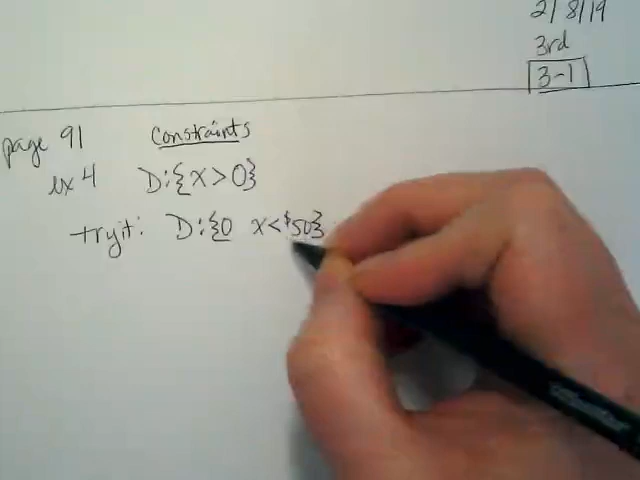 2/8/19
3rd
3-1
page 91 Constraints
ex 4 D:{x>0}
try it: D:{0 x<$50}